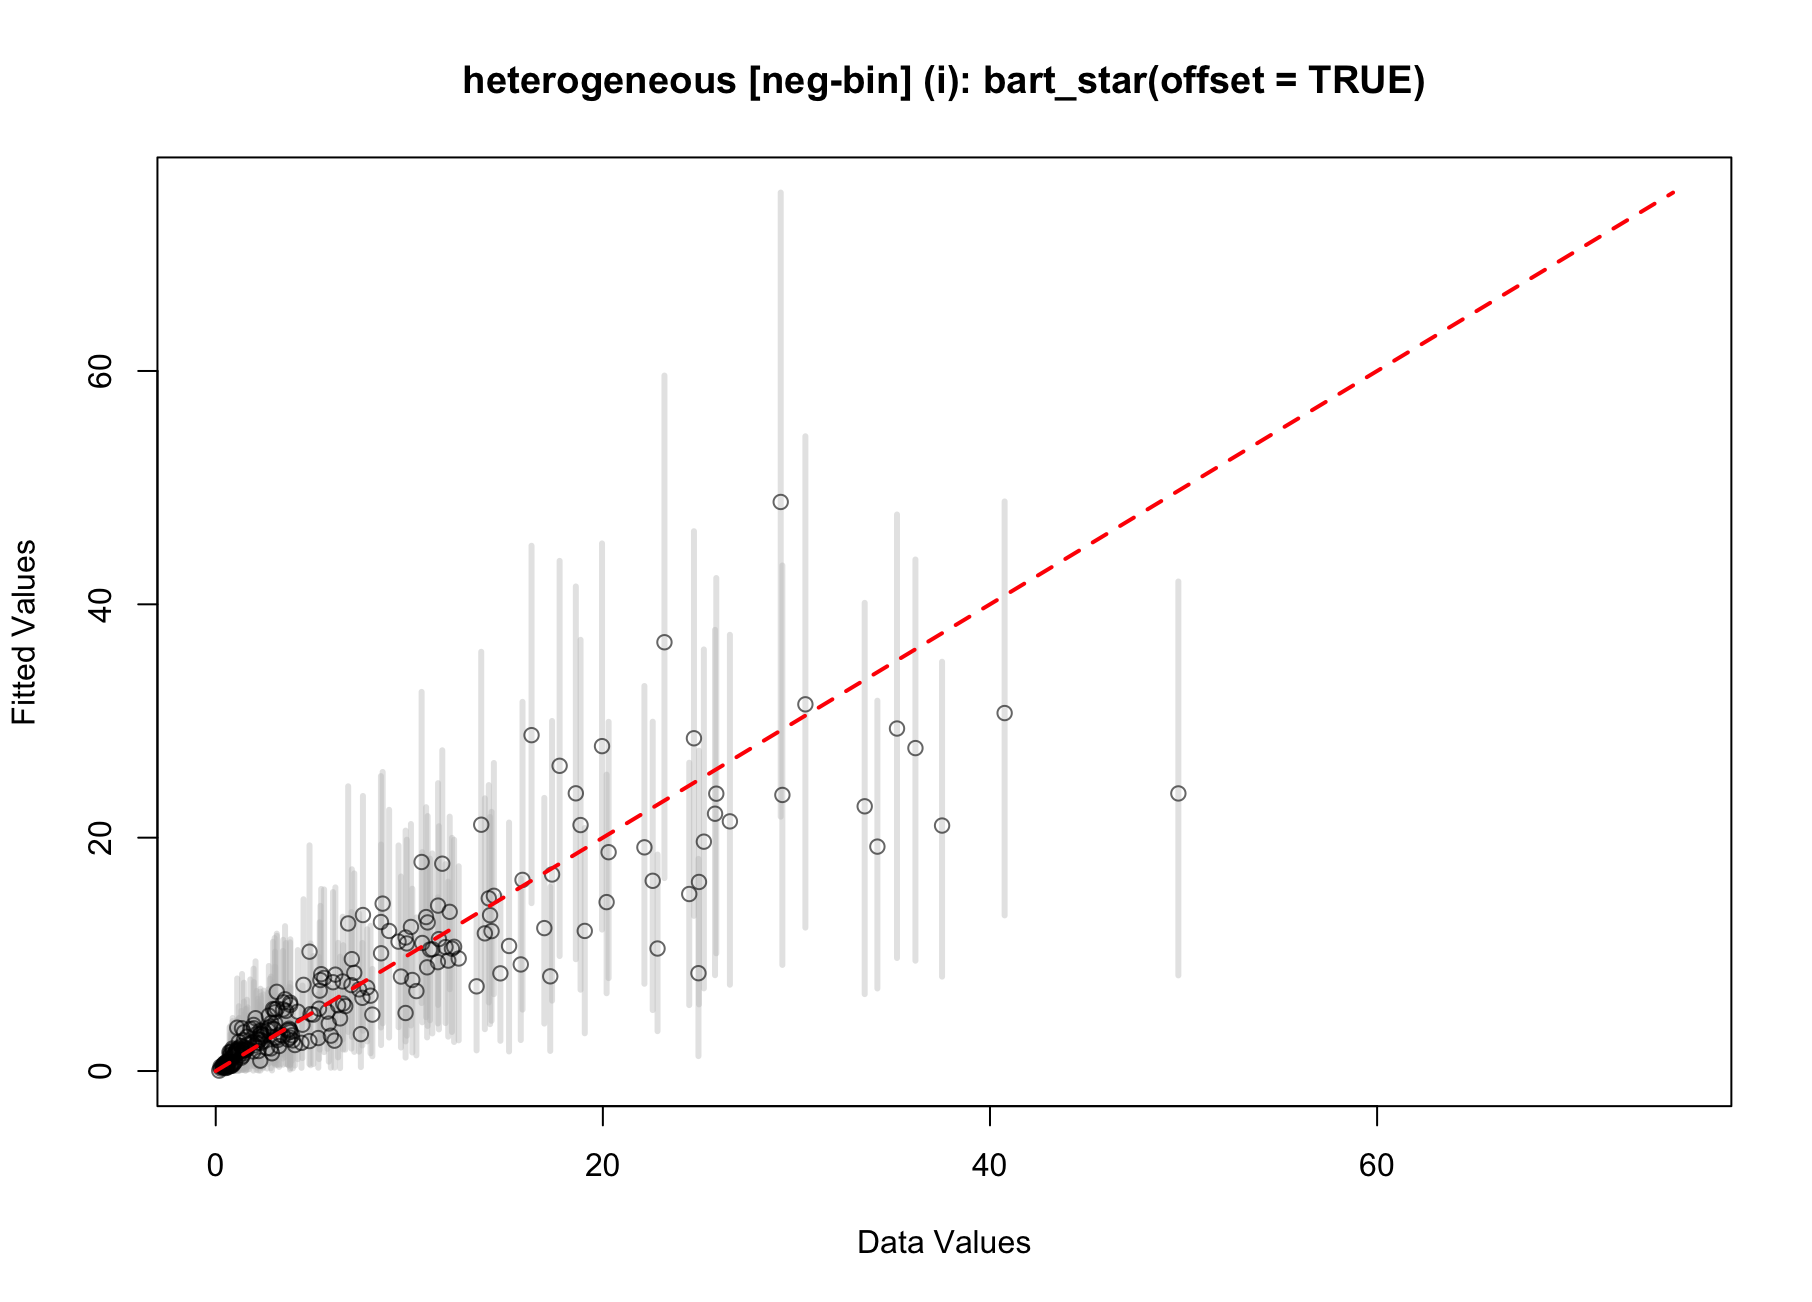 heterogeneous [neg-bin] (i): bart_star(offset = TRUE)
Fitted Values
60
40
20
0
0 20 40 60
Data Values